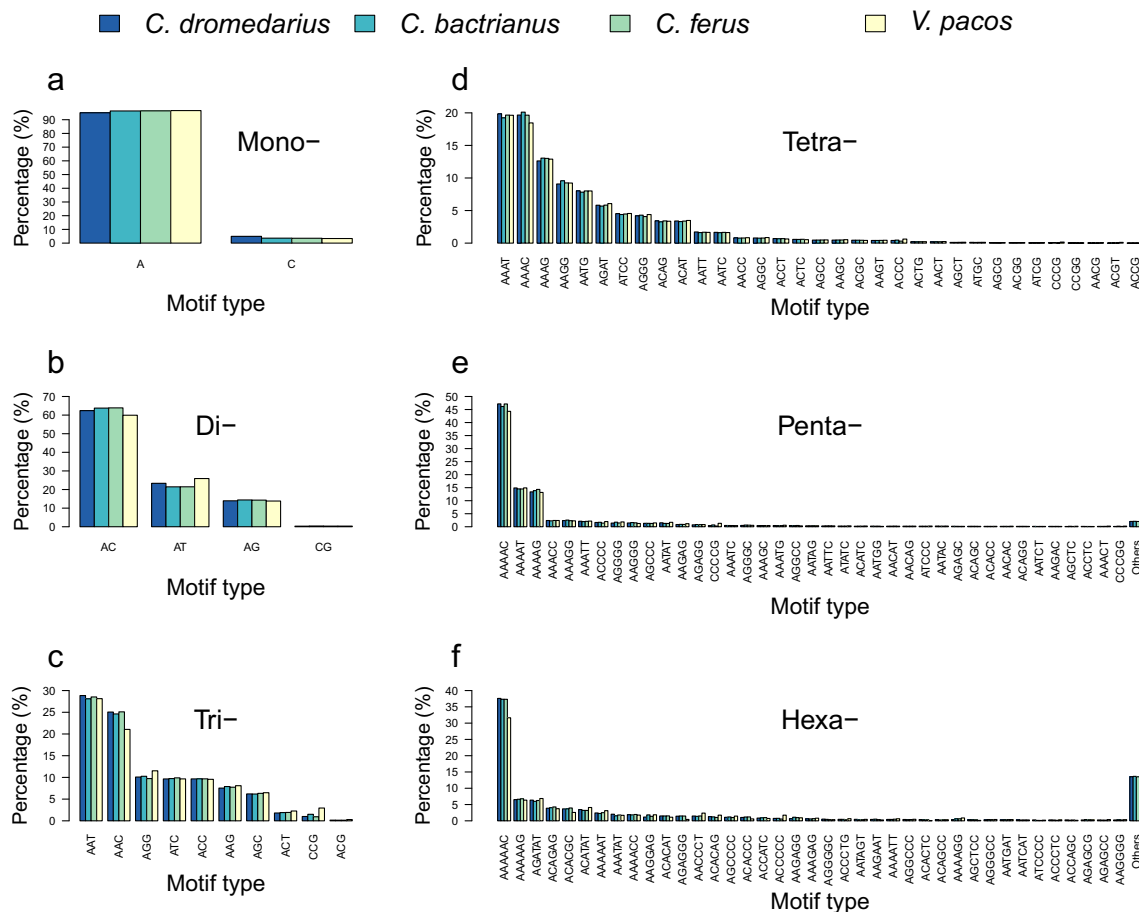 C. dromedarius C. bactrianus C. ferus V. pacos
a
Percentage (%)
90
80
70
60
50
40
30
20
10
0
Mono−
A C
Motif type
b
Percentage (%)
70
60
50
40
30
20
10
0
Di−
AC AT AG CG
Motif type
c
Percentage (%)
30
25
20
15
10
5
0
Tri−
AAT AAC AGG ATC ACC AAG AGC ACT CCG ACG
Motif type
d
Percentage (%)
20
15
10
5
0
Tetra−
AAAT AAAC AAAG AAGG AATG AGAT ATCC AGGG ACAG ACAT AATT AATC AACC AGGC ACCT ACTC AGCC AAGC ACGC AAGT ACCC ACTG AACT AGCT ATGC AGCG ACGG ATCG CCCG CCGG AACG ACGT ACCG
Motif type
e
Percentage (%)
50
45
40
35
30
25
20
15
10
5
0
Penta−
AAAAC AAAAT AAAAG AAACC AAAGG AAATT ACCCC AGGGG AAGGG AGCCC AATAT AAGAG AGAGG CCCCG AAATC AGGGC AAAGC AAATG AGGCC AATAG AATTC ATATC ACATC AATGG AACAT AACAG ATCCC AATAC AGAGC ACAGC ACACC AACAC ACAGG AATCT AAGAC AGCTC ACCTC AAACT CCCGG Others
Motif type
f
Percentage (%)
40
35
30
25
20
15
10
5
0
Hexa−
AAAAAC AAAAAG AGATAT ACAGAG ACACGC ACATAT AAAAAT AAATAT AAAACC AAGGAG ACACAT AGAGGG AACCCT ACACAG AGCCCC ACACCC ACCATC ACCCCC AAGAGG AAAGAG AGGGGC ACCCTG AATAGT AAGAAT AAAATT AGGCCC ACACTC ACAGCC AAAAGG AGCTCC AGGGCC AATGAT AATCAT ATCCCC ACCCTC ACCAGC AGAGCG AGAGCC AAGGGG Others
Motif type